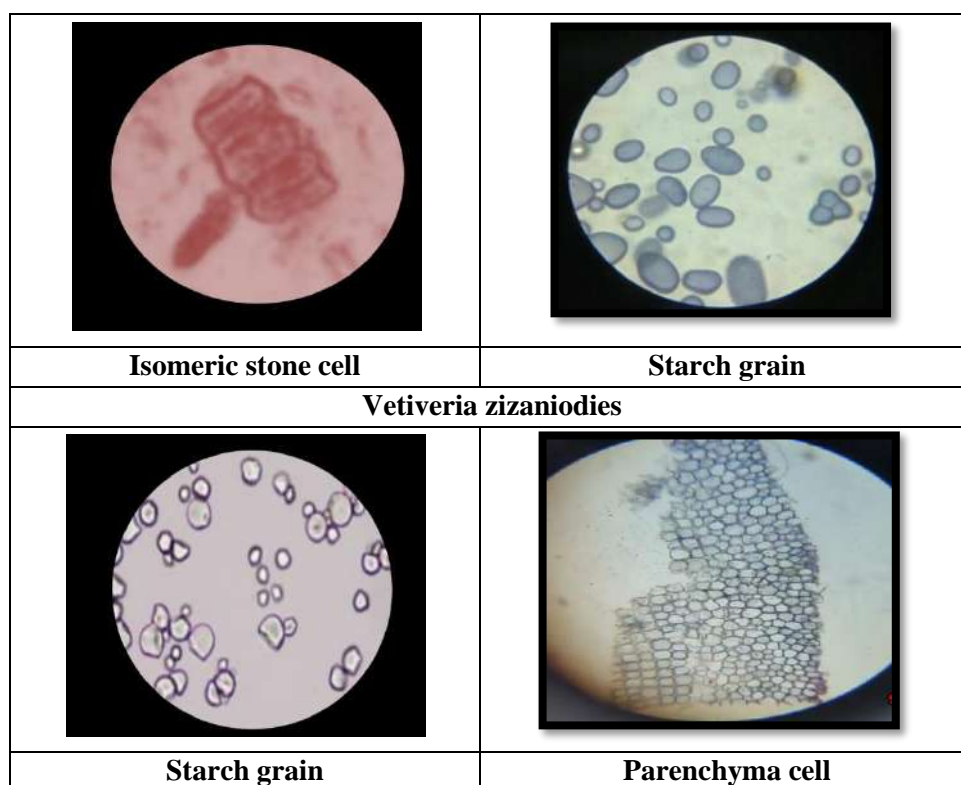 Isomeric stone cell
Starch grain
Vetiveria zizaniodies
Starch grain
Parenchyma cell